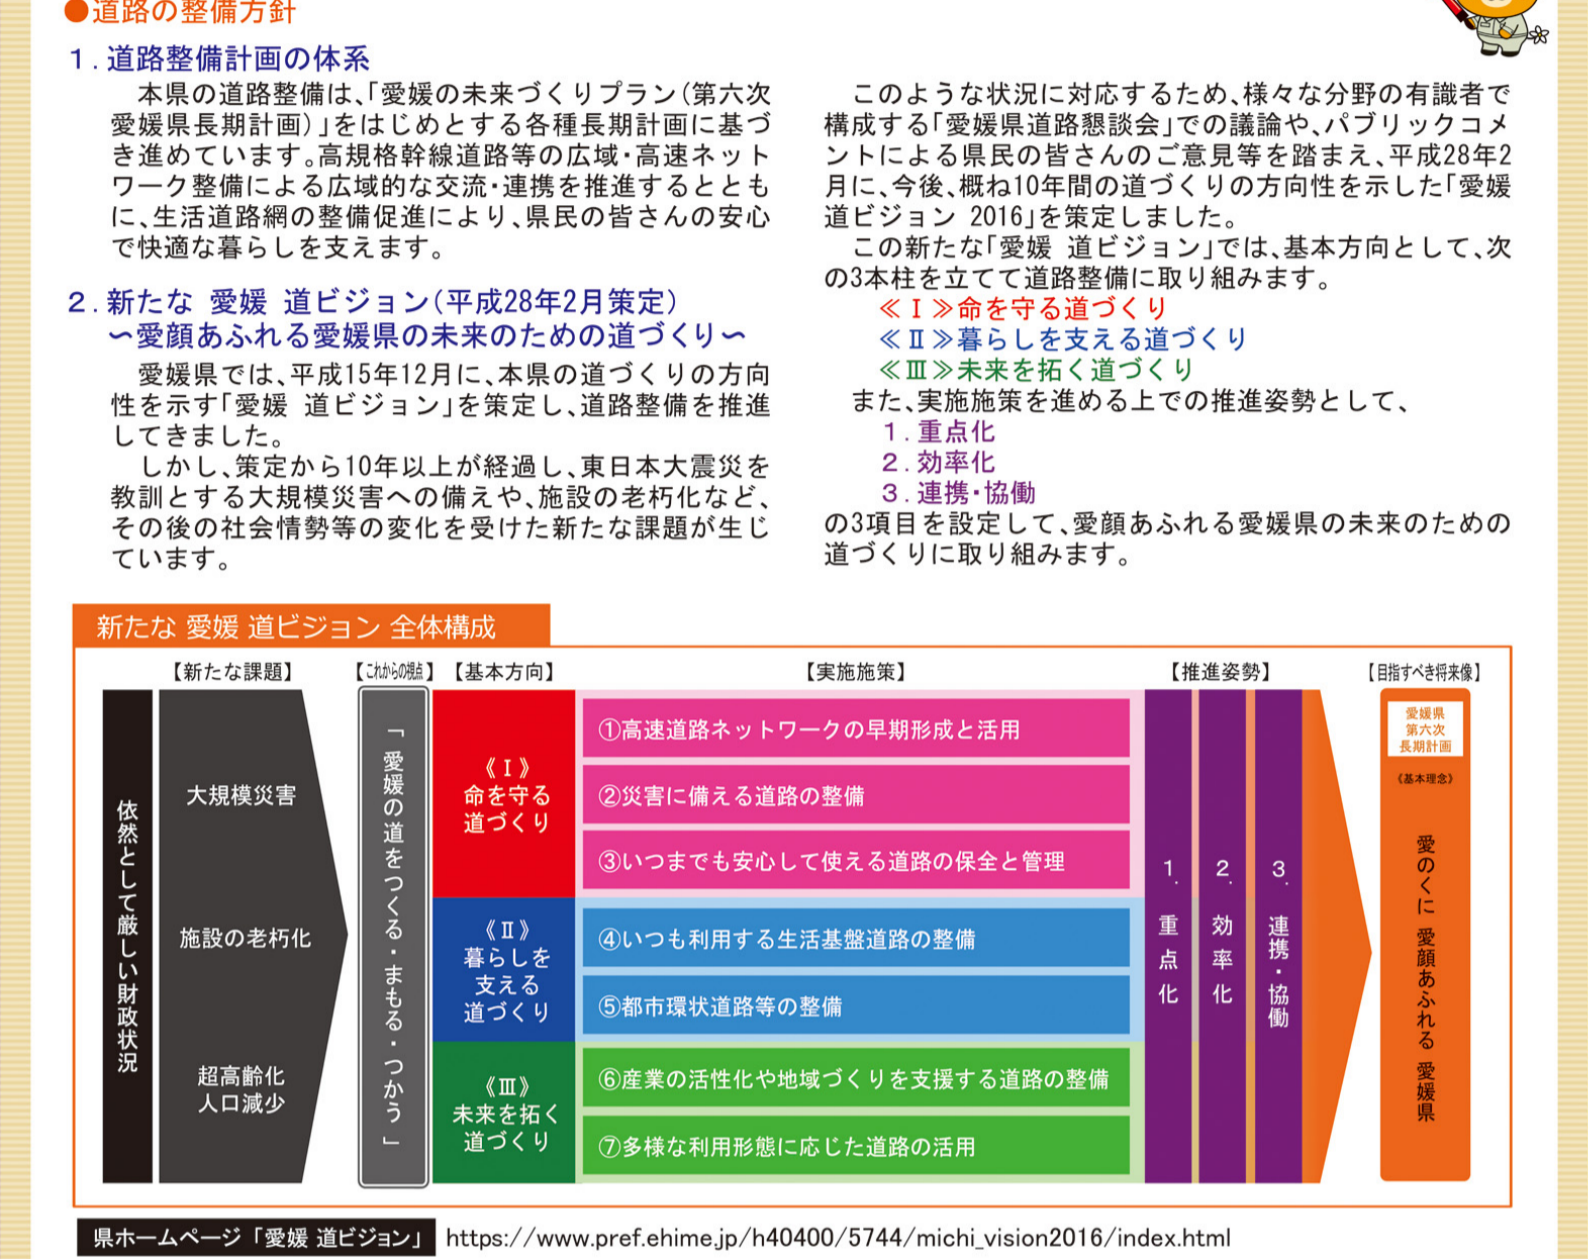 ●道路の整備方針
1．道路整備計画の体系
本県の道路整備は、「愛媛の未来づくりプラン（第六次
愛媛県長期計画）」をはじめとする各種長期計画に基づ
き進めています。高規格幹線道路等の広域・高速ネット
ワーク整備による広域的な交流・連携を推進するととも
に、生活道路網の整備促進により、県民の皆さんの安心
で快適な暮らしを支えます。
2．新たな 愛媛 道ビジョン（平成28年2月策定）
～愛顔あふれる愛媛県の未来のための道づくり～
愛媛県では、平成15年12月に、本県の道づくりの方向
性を示す「愛媛 道ビジョン」を策定し、道路整備を推進
してきました。
しかし、策定から10年以上が経過し、東日本大震災を
教訓とする大規模災害への備えや、施設の老朽化など、
その後の社会情勢等の変化を受けた新たな課題が生じ
ています。
このような状況に対応するため、様々な分野の有識者で
構成する「愛媛県道路懇談会」での議論や、パブリックコメ
ントによる県民の皆さんのご意見等を踏まえ、平成28年2
月に、今後、概ね10年間の道づくりの方向性を示した「愛媛
道ビジョン 2016」を策定しました。
この新たな「愛媛 道ビジョン」では、基本方向として、次
の3本柱を立てて道路整備に取り組みます。
≪Ⅰ≫命を守る道づくり
≪Ⅱ≫暮らしを支える道づくり
≪Ⅲ≫未来を拓く道づくり
また、実施施策を進める上での推進姿勢として、
1．重点化
2．効率化
3．連携・協働
の3項目を設定して、愛顔あふれる愛媛県の未来のための
道づくりに取り組みます。
新たな 愛媛 道ビジョン 全体構成
【新たな課題】
【これからの視点】
【基本方向】
【実施施策】
【推進姿勢】
【目指すべき将来像】
依然として厳しい財政状況
大規模災害
施設の老朽化
超高齢化
人口減少
「愛媛の道をつくる・まもる・つかう」
《Ⅰ》
命を守る
道づくり
①高速道路ネットワークの早期形成と活用
②災害に備える道路の整備
③いつまでも安心して使える道路の保全と管理
《Ⅱ》
暮らしを
支える
道づくり
④いつも利用する生活基盤道路の整備
⑤都市環状道路等の整備
《Ⅲ》
未来を拓く
道づくり
⑥産業の活性化や地域づくりを支援する道路の整備
⑦多様な利用形態に応じた道路の活用
1．重点化
2．効率化
3．連携・協働
愛媛県
第六次
長期計画
《基本理念》
愛のくに 愛顔あふれる 愛媛県
県ホームページ「愛媛 道ビジョン」 https://www.pref.ehime.jp/h40400/5744/michi_vision2016/index.html